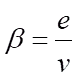 β = e/v